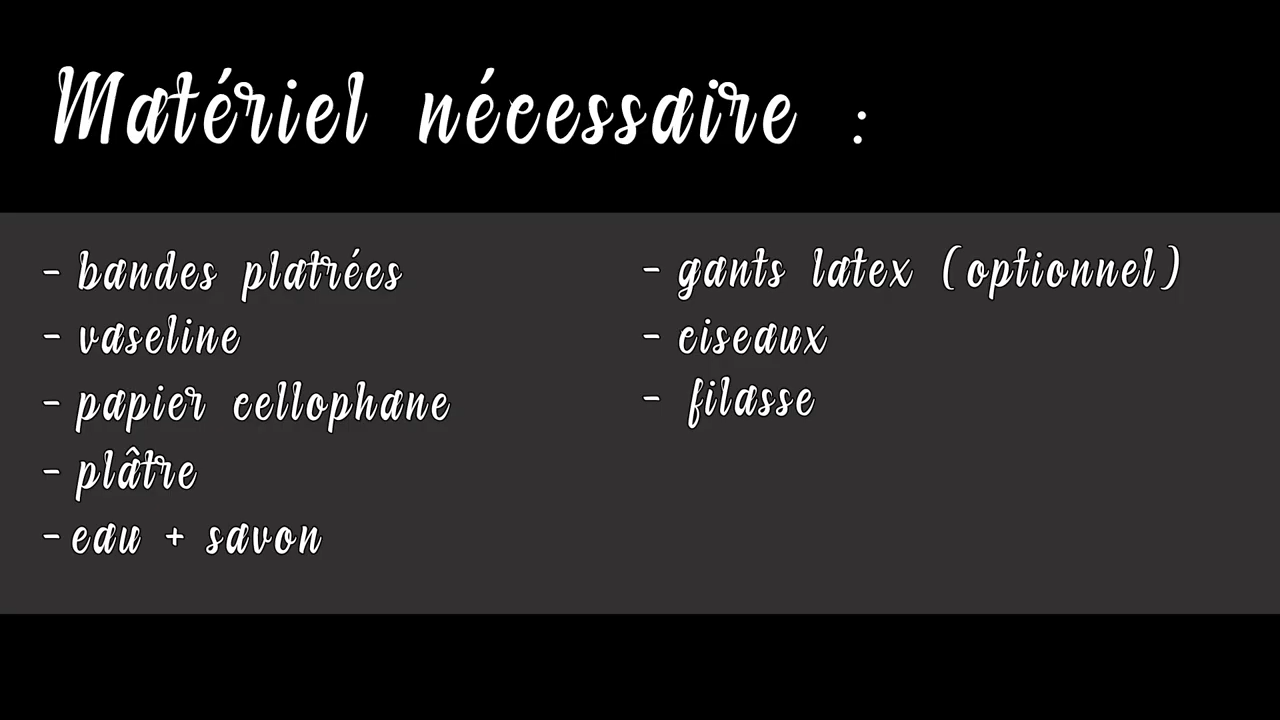 Matériel nécessaire :
- bandes platrées
- vaseline
- papier cellophane
- plâtre
- eau + savon
- gants latex (optionnel)
- ciseaux
- filasse